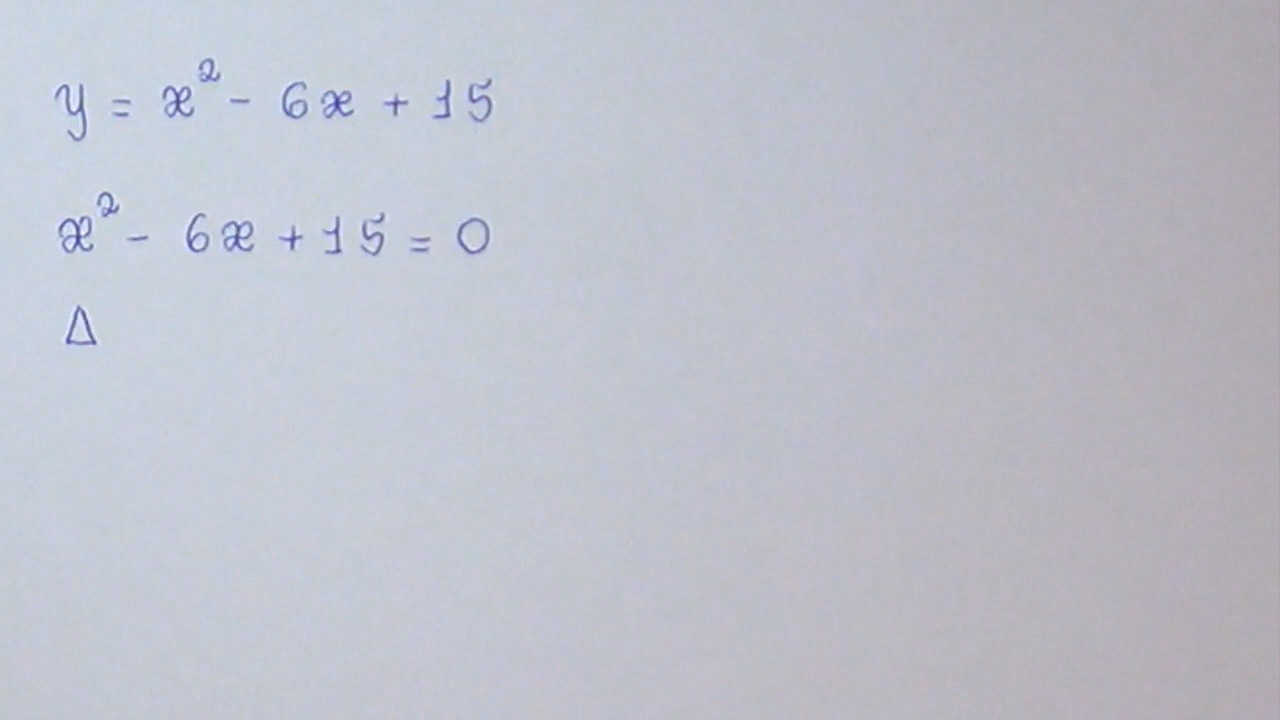 y = x² - 6x + 15
x² - 6x + 15 = 0
Δ